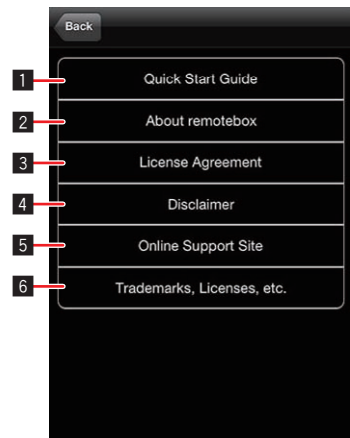 Back
1 Quick Start Guide
2 About remotebox
3 License Agreement
4 Disclaimer
5 Online Support Site
6 Trademarks, Licenses, etc.